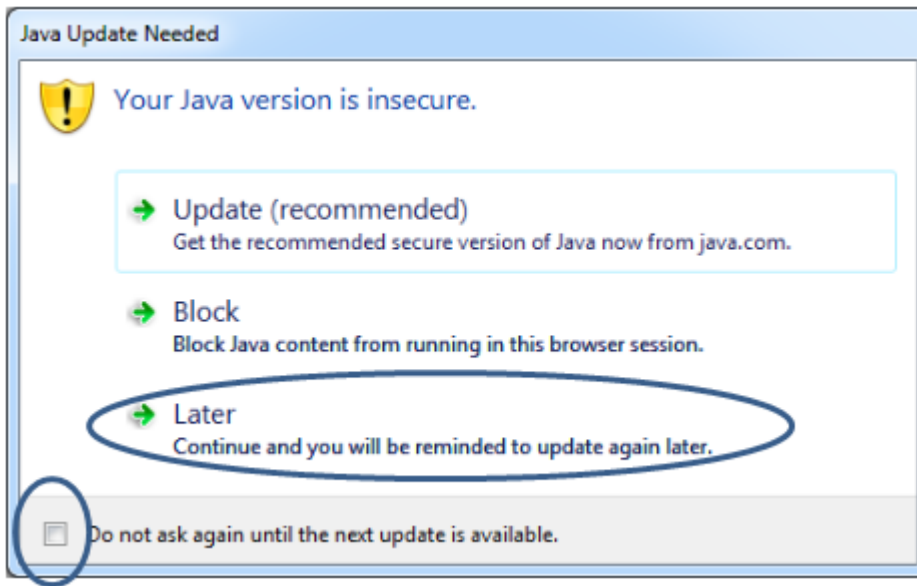 Java Update Needed
Your Java version is insecure.
Update (recommended)
Get the recommended secure version of Java now from java.com.
Block
Block Java content from running in this browser session.
Later
Continue and you will be reminded to update again later.
Do not ask again until the next update is available.